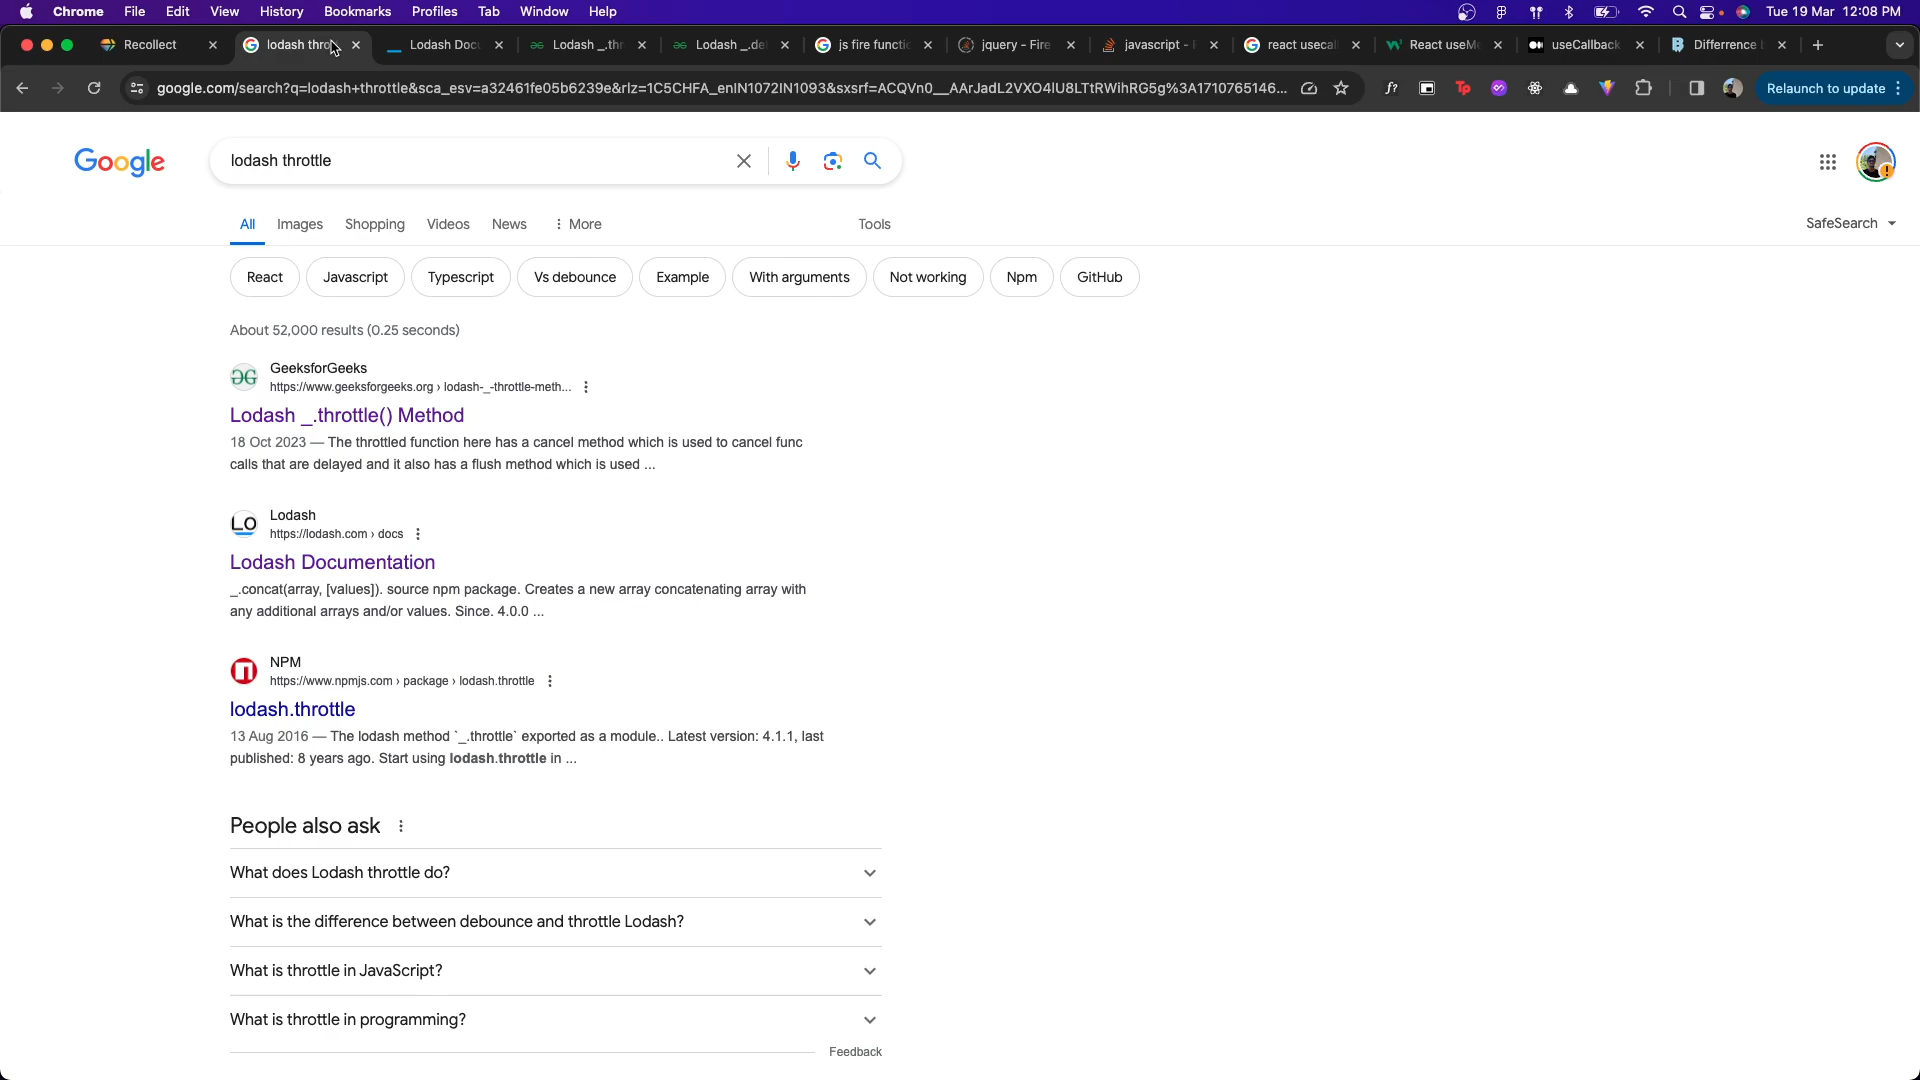 Chrome File Edit View History Bookmarks Profiles Tab Window Help Tue 19 Mar 12:08 PM
Recollect lodash thro Lodash Docu Lodash _.thr Lodash _.de js fire functio jquery - Fire javascript - react useca React useMe useCallback Differrence
google.com/search?q=lodash+throttle&sca_esv=a32461fe05b6239e&rlz=1C5CHFA_enIN1072IN1093&sxsrf=ACQVn0__AArJadL2VXO4lU8LTtRWihRG5g%3A1710765146... Relaunch to update
Google lodash throttle
All Images Shopping Videos News More Tools SafeSearch
React Javascript Typescript Vs debounce Example With arguments Not working Npm GitHub
About 52,000 results (0.25 seconds)
GeeksforGeeks
https://www.geeksforgeeks.org › lodash-_-throttle-meth...
Lodash _.throttle() Method
18 Oct 2023 — The throttled function here has a cancel method which is used to cancel func
calls that are delayed and it also has a flush method which is used ...
LO Lodash
https://lodash.com › docs
Lodash Documentation
_.concat(array, [values]). source npm package. Creates a new array concatenating array with
any additional arrays and/or values. Since. 4.0.0 ...
NPM
https://www.npmjs.com › package › lodash.throttle
lodash.throttle
13 Aug 2016 — The lodash method `_.throttle` exported as a module.. Latest version: 4.1.1, last
published: 8 years ago. Start using lodash.throttle in ...
People also ask
What does Lodash throttle do?
What is the difference between debounce and throttle Lodash?
What is throttle in JavaScript?
What is throttle in programming?
Feedback